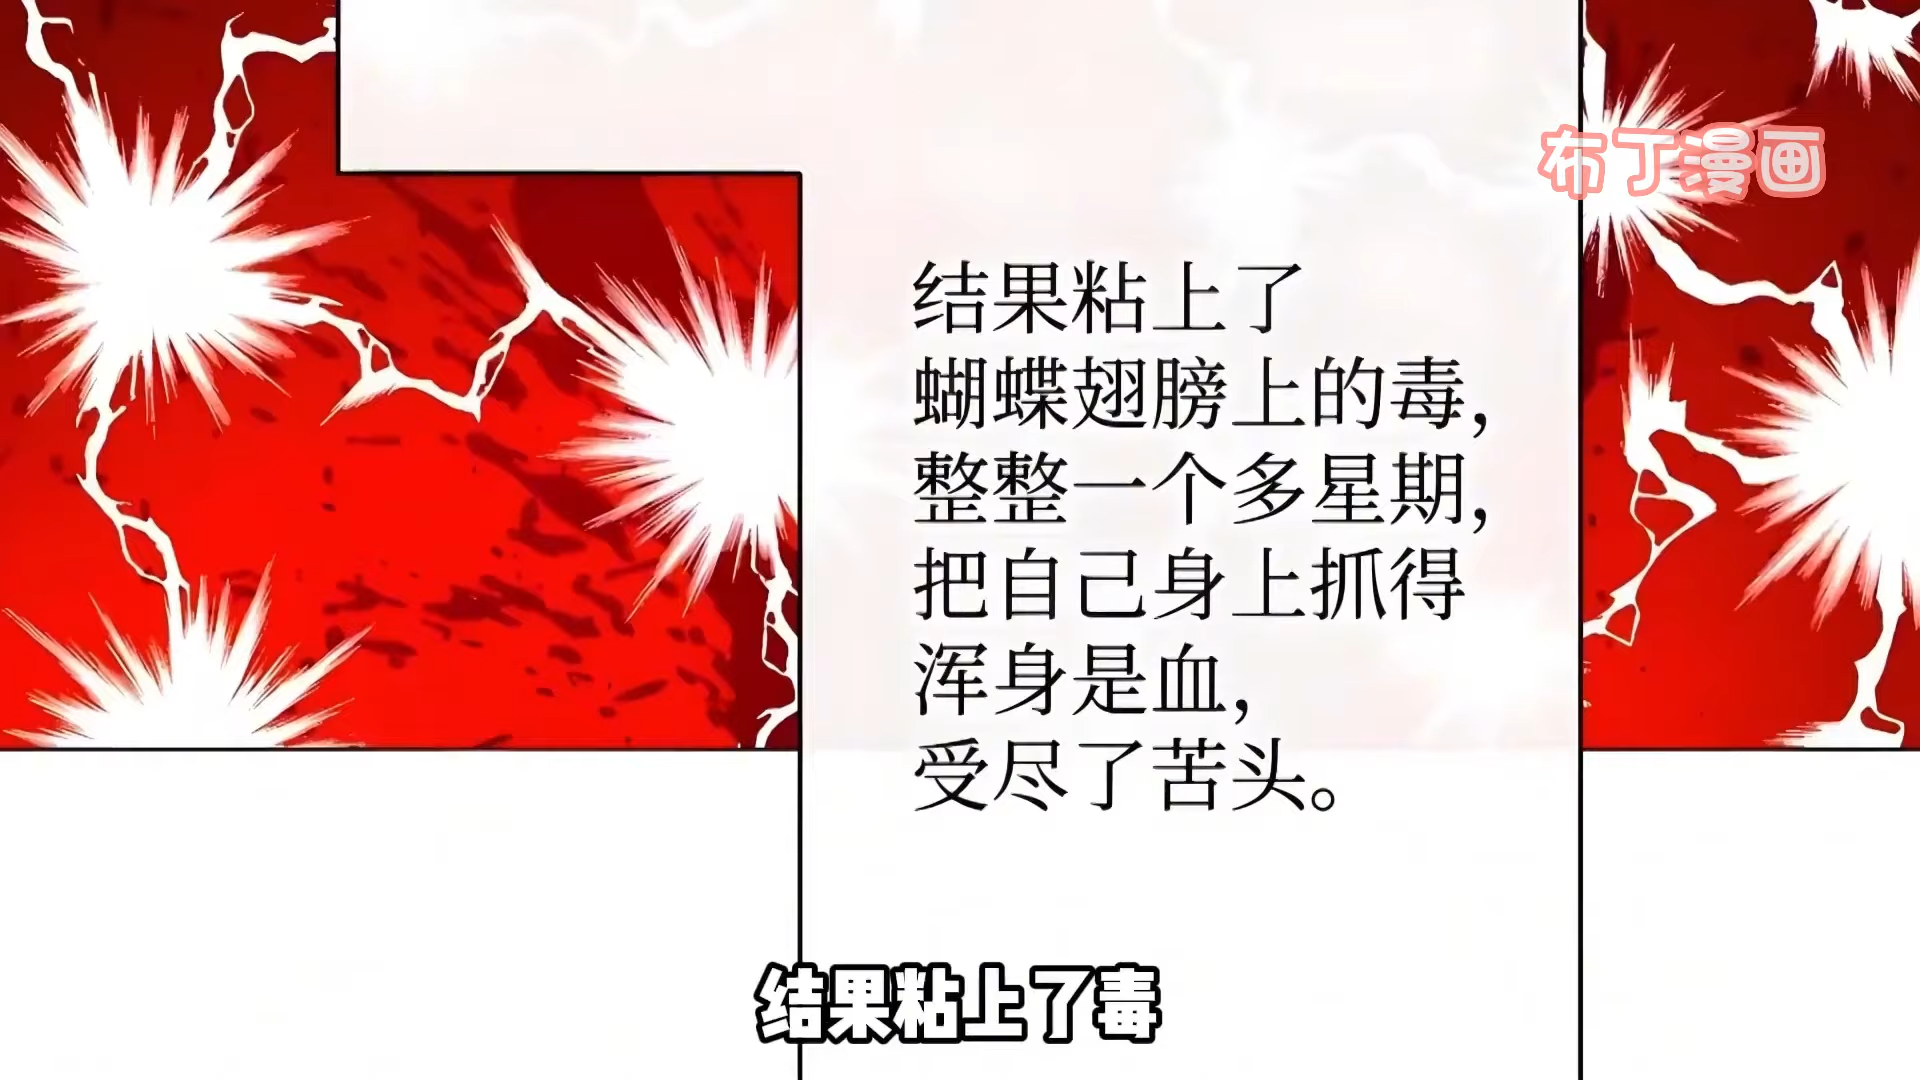 布丁漫画
结果粘上了
蝴蝶翅膀上的毒，
整整一个多星期，
把自己身上抓得
浑身是血，
受尽了苦头。
结果粘上了毒